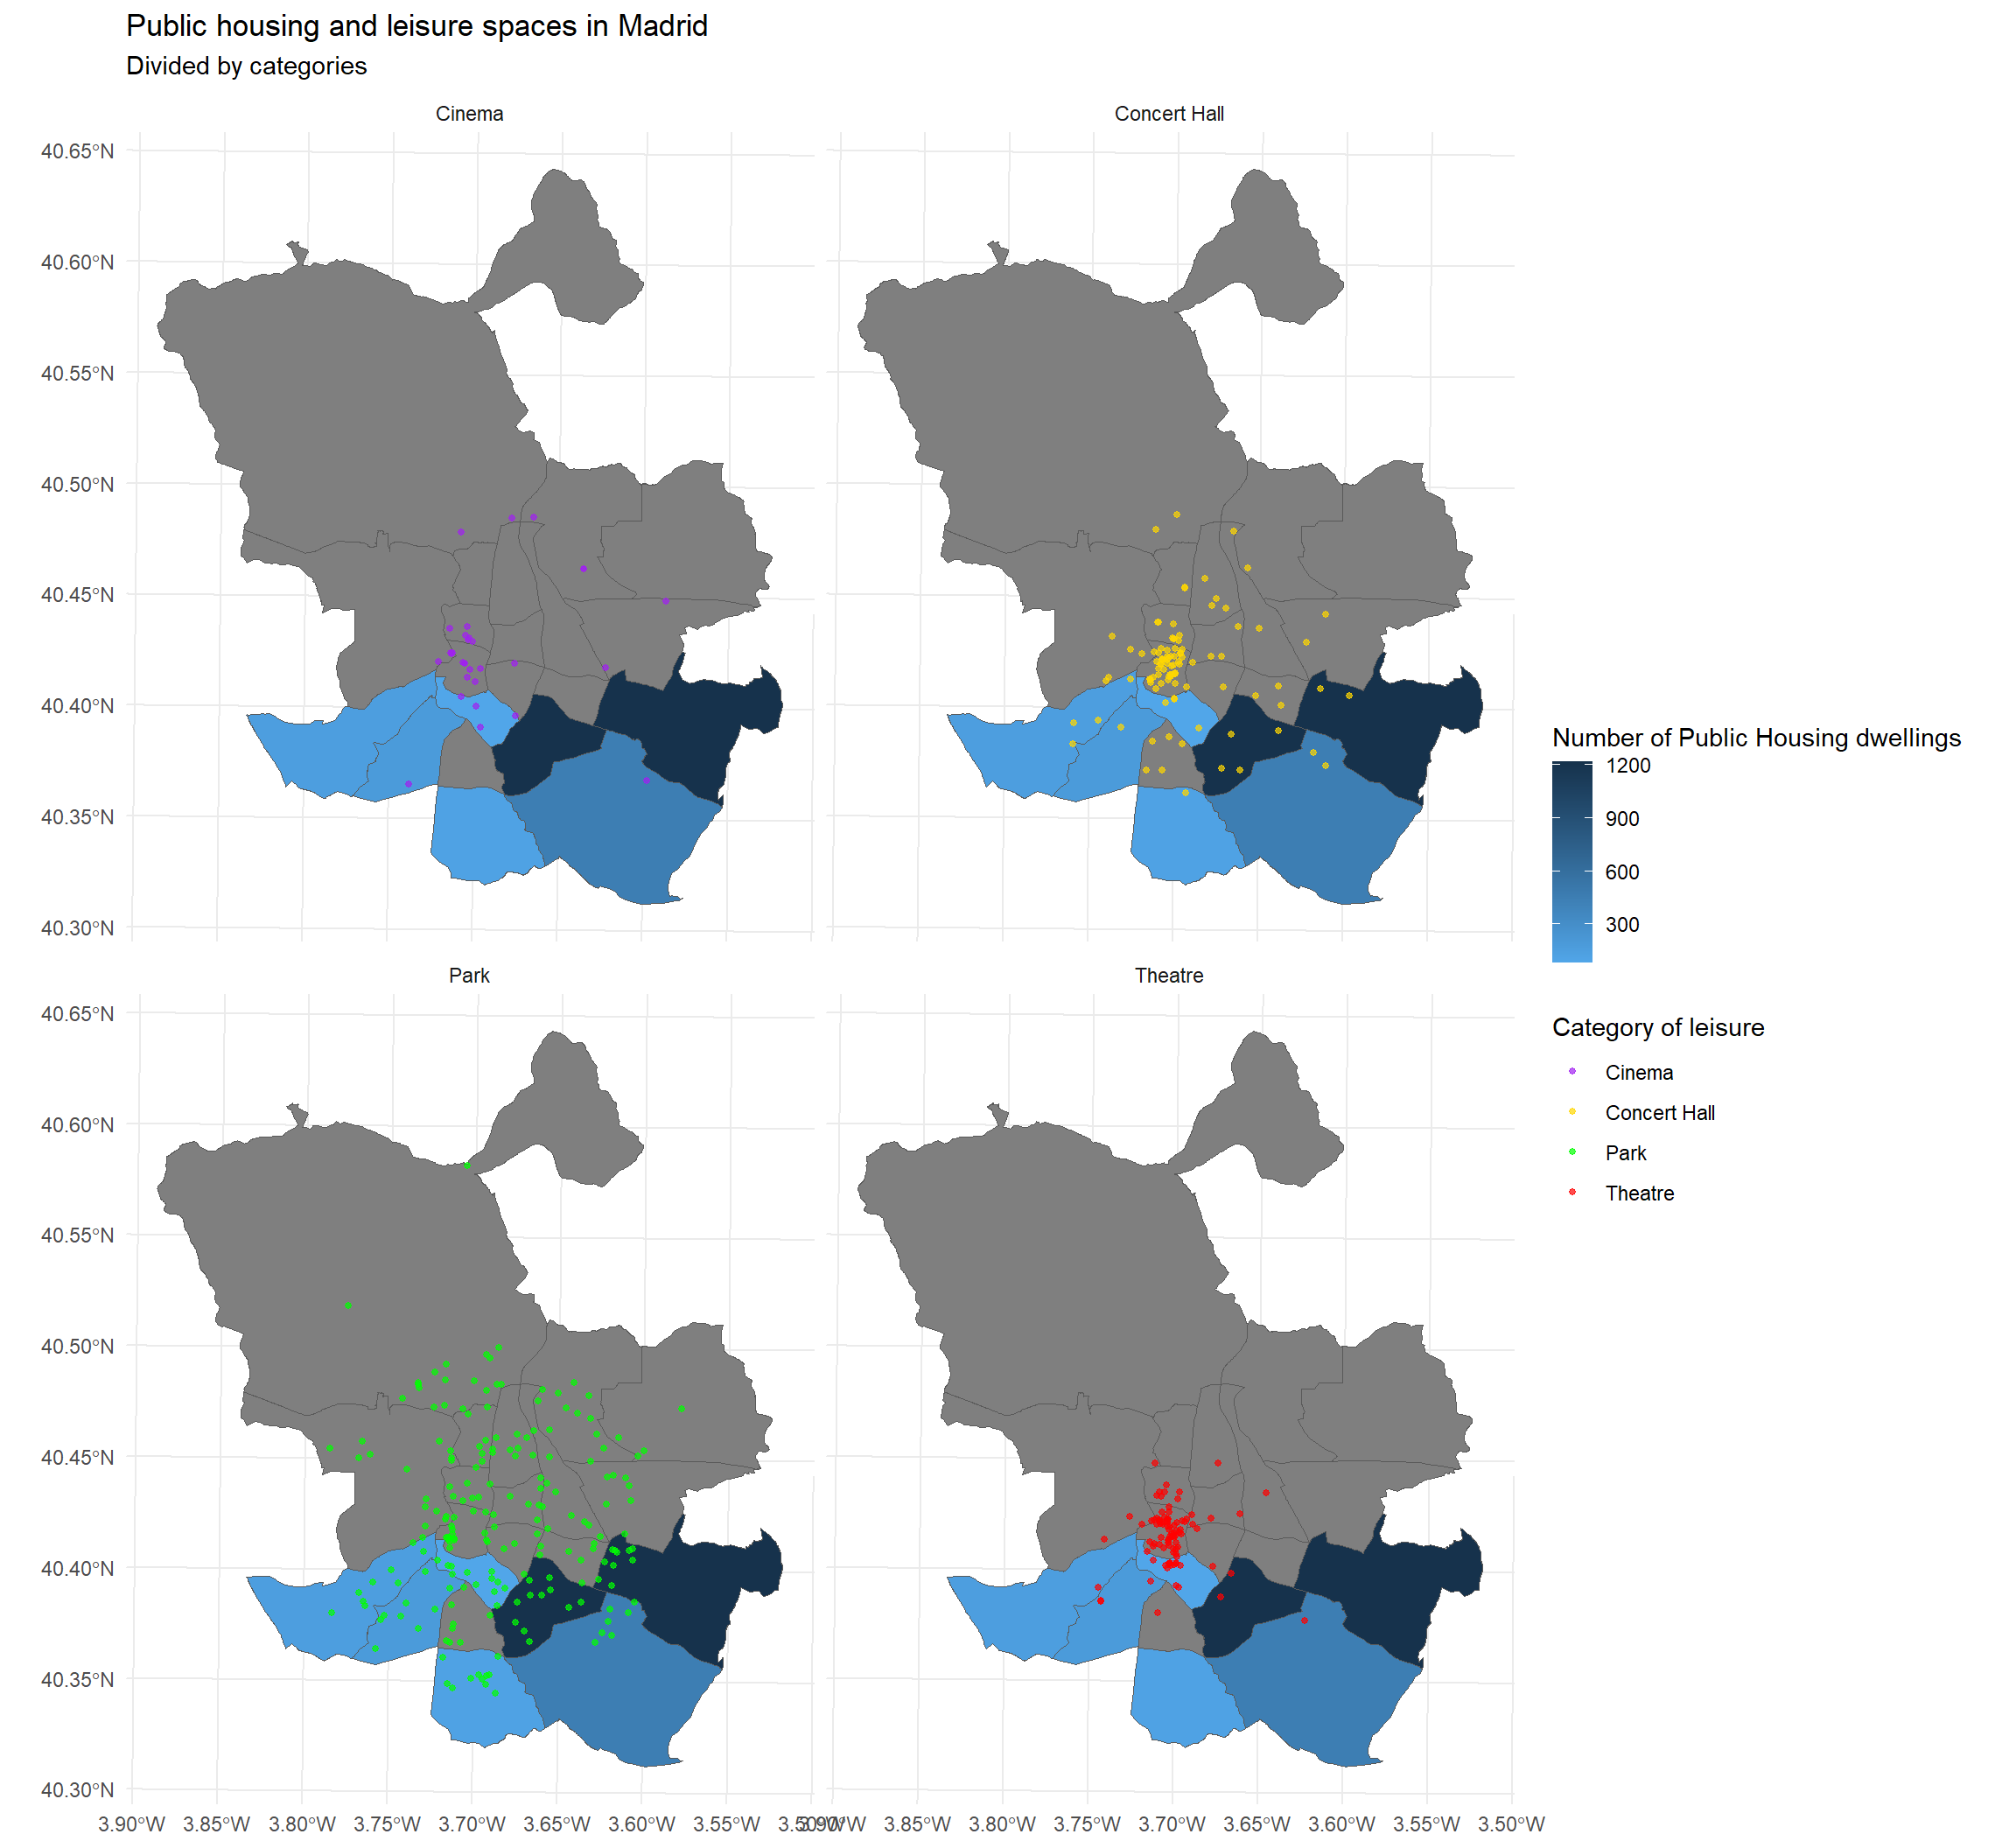 Public housing and leisure spaces in Madrid
Divided by categories
Cinema
Concert Hall
40.65°N
40.60°N
40.55°N
40.50°N
40.45°N
40.40°N
40.35°N
40.30°N
Number of Public Housing dwellings
1200
900
600
300
Park
Theatre
40.65°N
40.60°N
40.55°N
40.50°N
40.45°N
40.40°N
40.35°N
40.30°N
Category of leisure
Cinema
Concert Hall
Park
Theatre
3.90°W 3.85°W 3.80°W 3.75°W 3.70°W 3.65°W 3.60°W 3.55°W 3.50°W 3.90°W 3.85°W 3.80°W 3.75°W 3.70°W 3.65°W 3.60°W 3.55°W 3.50°W